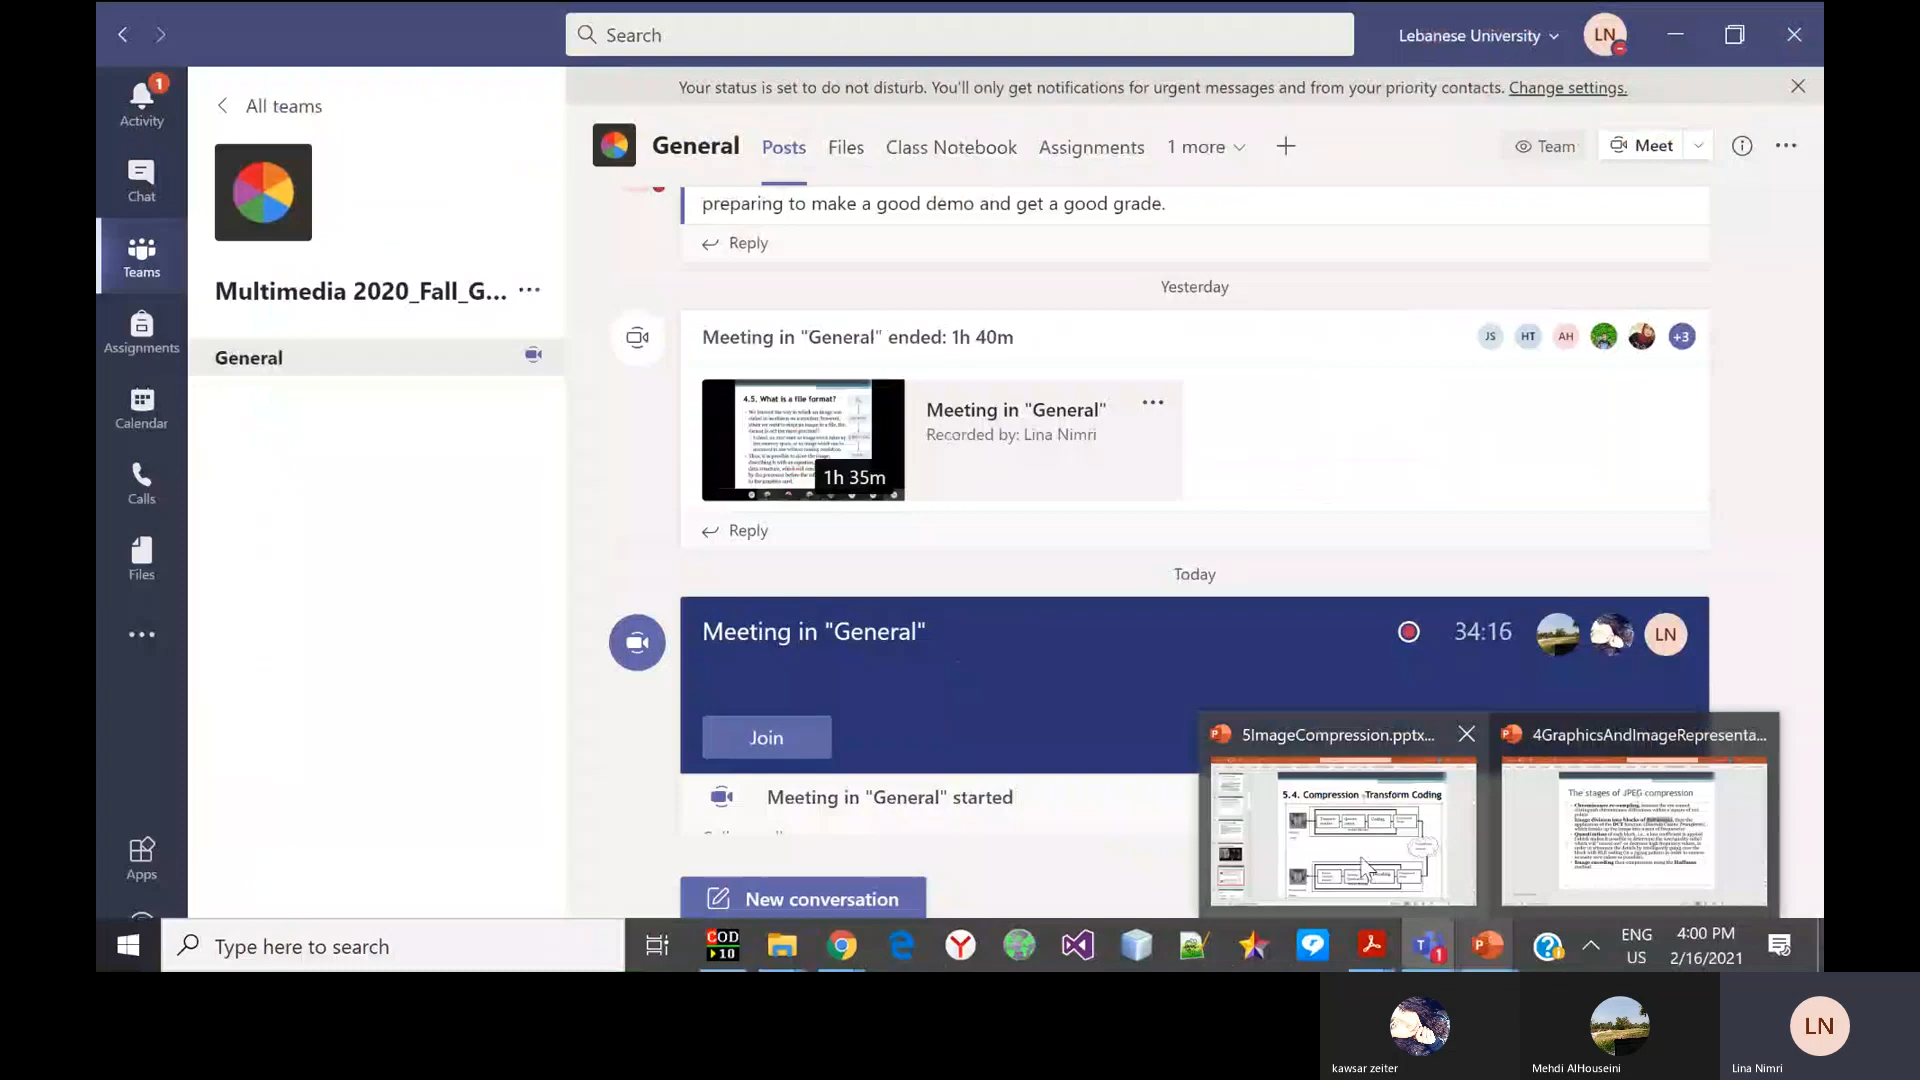 Search
Lebanese University
LN
Your status is set to do not disturb. You'll only get notifications for urgent messages and from your priority contacts. Change settings.
1
Activity
Chat
Teams
Assignments
Calendar
Calls
Files
Apps
All teams
Multimedia 2020_Fall_G...
General
General
Posts
Files
Class Notebook
Assignments
1 more
Team
Meet
preparing to make a good demo and get a good grade.
Reply
Yesterday
Meeting in "General" ended: 1h 40m
JS
HT
AH
+3
4.5. What is a file format?
1h 35m
Meeting in "General"
Recorded by: Lina Nimri
Reply
Today
Meeting in "General"
34:16
LN
Join
Meeting in "General" started
New conversation
5ImageCompression.pptx...
4GraphicsAndImageRepresenta...
5.4. Compression -Transform Coding
The stages of JPEG compression
Type here to search
COD
10
1
ENG
US
4:00 PM
2/16/2021
kawsar zeiter
Mehdi AlHouseini
LN
Lina Nimri